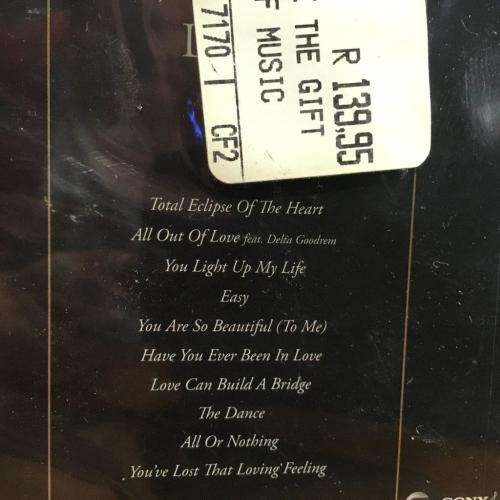 R 139,95
THE GIFT
OF MUSIC
7170 | CF2
Total Eclipse Of The Heart
All Out Of Love feat. Delta Goodrem
You Light Up My Life
Easy
You Are So Beautiful (To Me)
Have You Ever Been In Love
Love Can Build A Bridge
The Dance
All Or Nothing
You've Lost That Loving Feeling